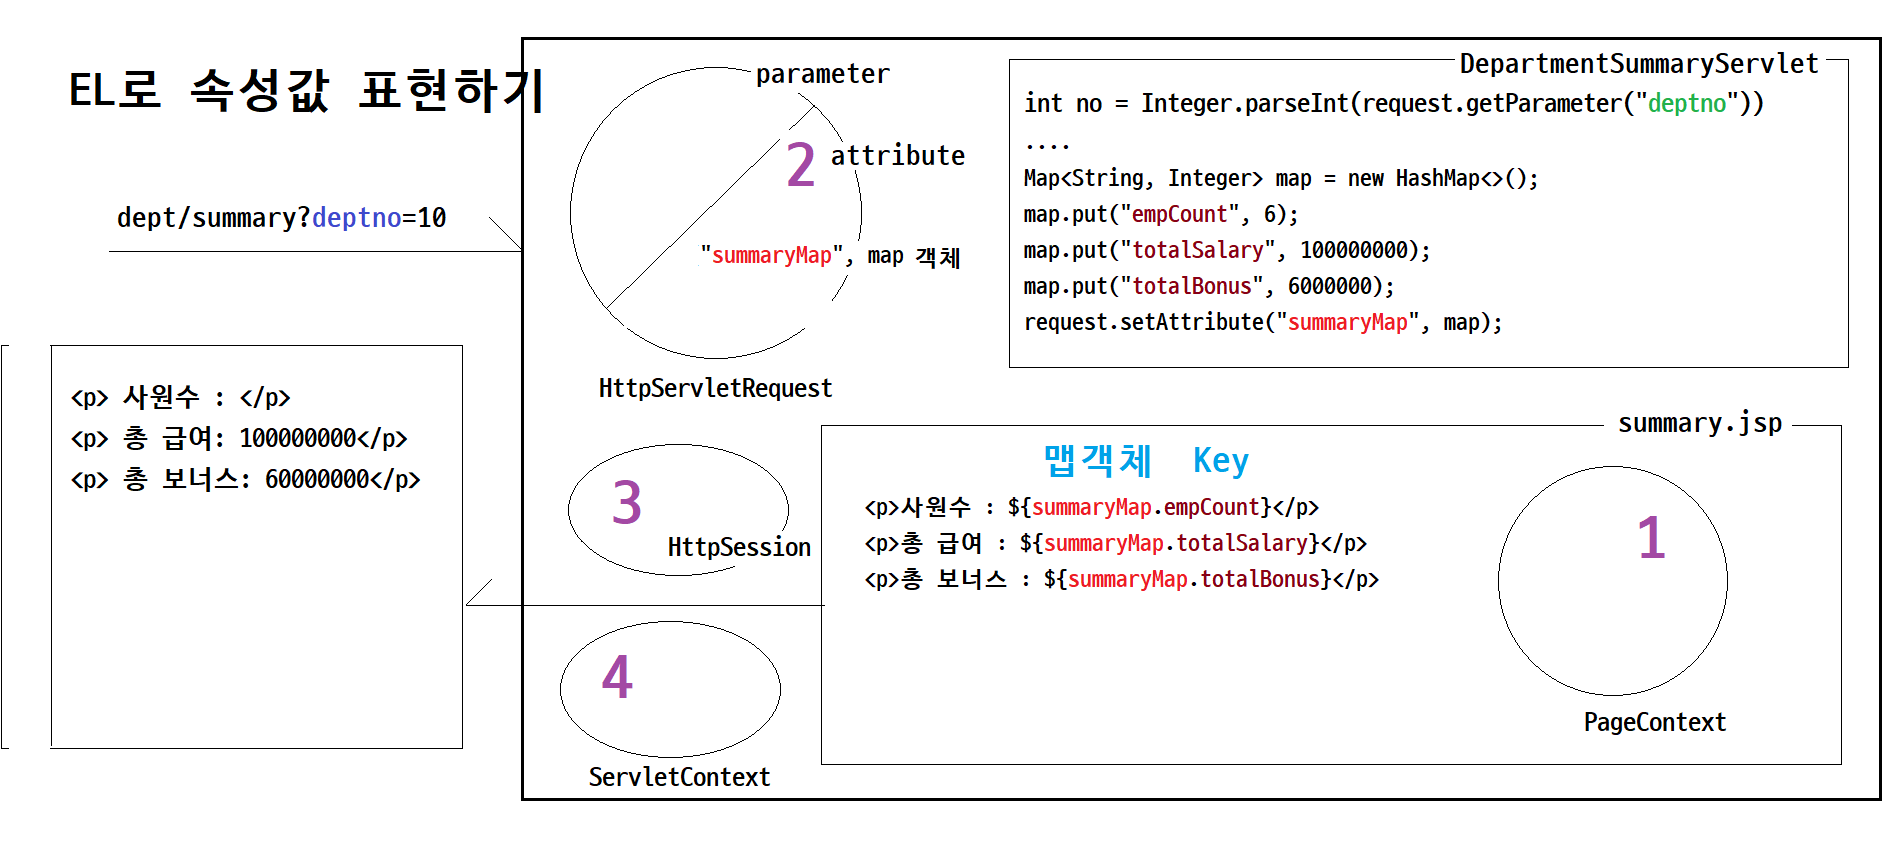 EL로 속성값 표현하기
dept/summary?deptno=10
parameter
2
attribute
"summaryMap", map 객체
HttpServletRequest
DepartmentSummaryServlet
int no = Integer.parseInt(request.getParameter("deptno"))
....
Map<String, Integer> map = new HashMap<>();
map.put("empCount", 6);
map.put("totalSalary", 100000000);
map.put("totalBonus", 6000000);
request.setAttribute("summaryMap", map);
<p> 사원수 : </p>
<p> 총 급여: 100000000</p>
<p> 총 보너스: 60000000</p>
3
HttpSession
4
ServletContext
summary.jsp
맵객체 Key
<p>사원수 : ${summaryMap.empCount}</p>
<p>총 급여 : ${summaryMap.totalSalary}</p>
<p>총 보너스 : ${summaryMap.totalBonus}</p>
1
PageContext